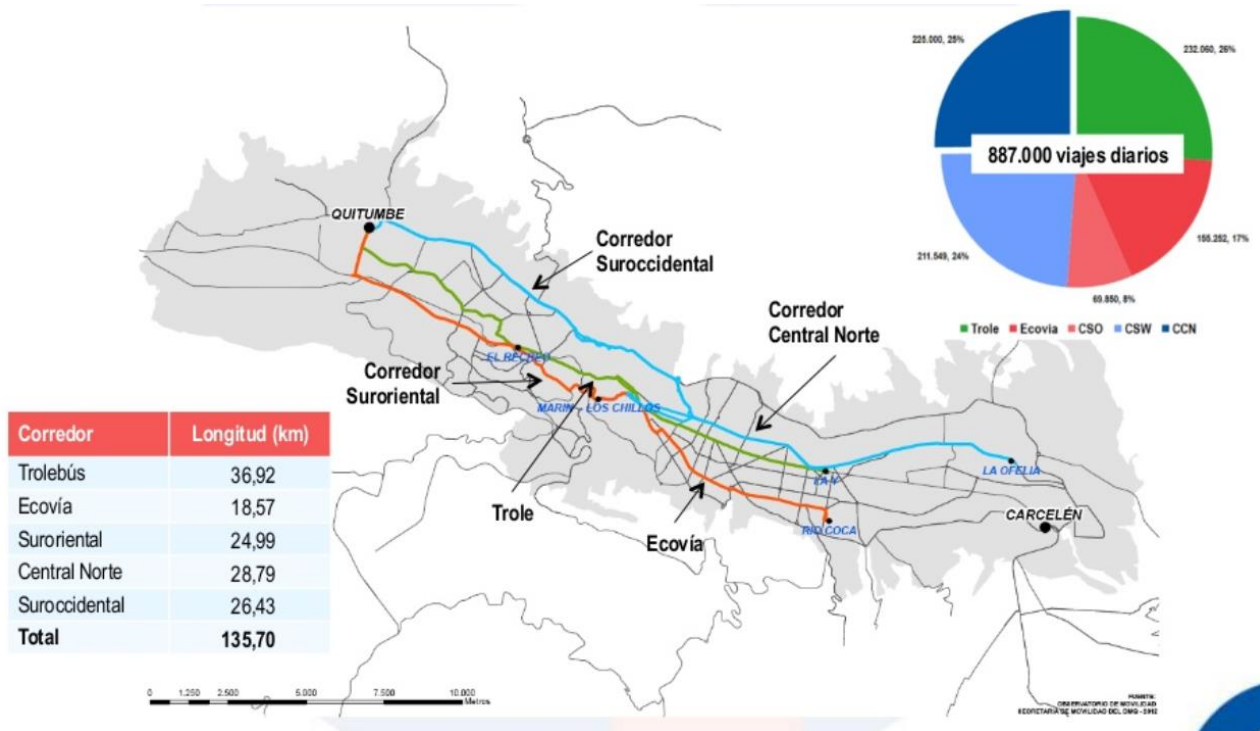 225.000, 25%
232.060, 26%
887.000 viajes diarios
211.549, 24%
155.252, 17%
69.850, 8%
Trole Ecovia CSO CSW CCN
QUITUMBE
Corredor
Suroccidental
Corredor
Central Norte
EL RECREO
Corredor
Suroriental
MARIN - LOS CHILLOS
LA Y
LA OFELIA
Trole
Ecovía
RIO COCA
CARCELÉN
Corredor Longitud (km)
Trolebús 36,92
Ecovía 18,57
Suroriental 24,99
Central Norte 28,79
Suroccidental 26,43
Total 135,70
0 1.250 2.500 5.000 7.500 10.000
Metros
FUENTE:
OBSERVATORIO DE MOVILIDAD
SECRETARIA DE MOVILIDAD DEL DMQ - 2012